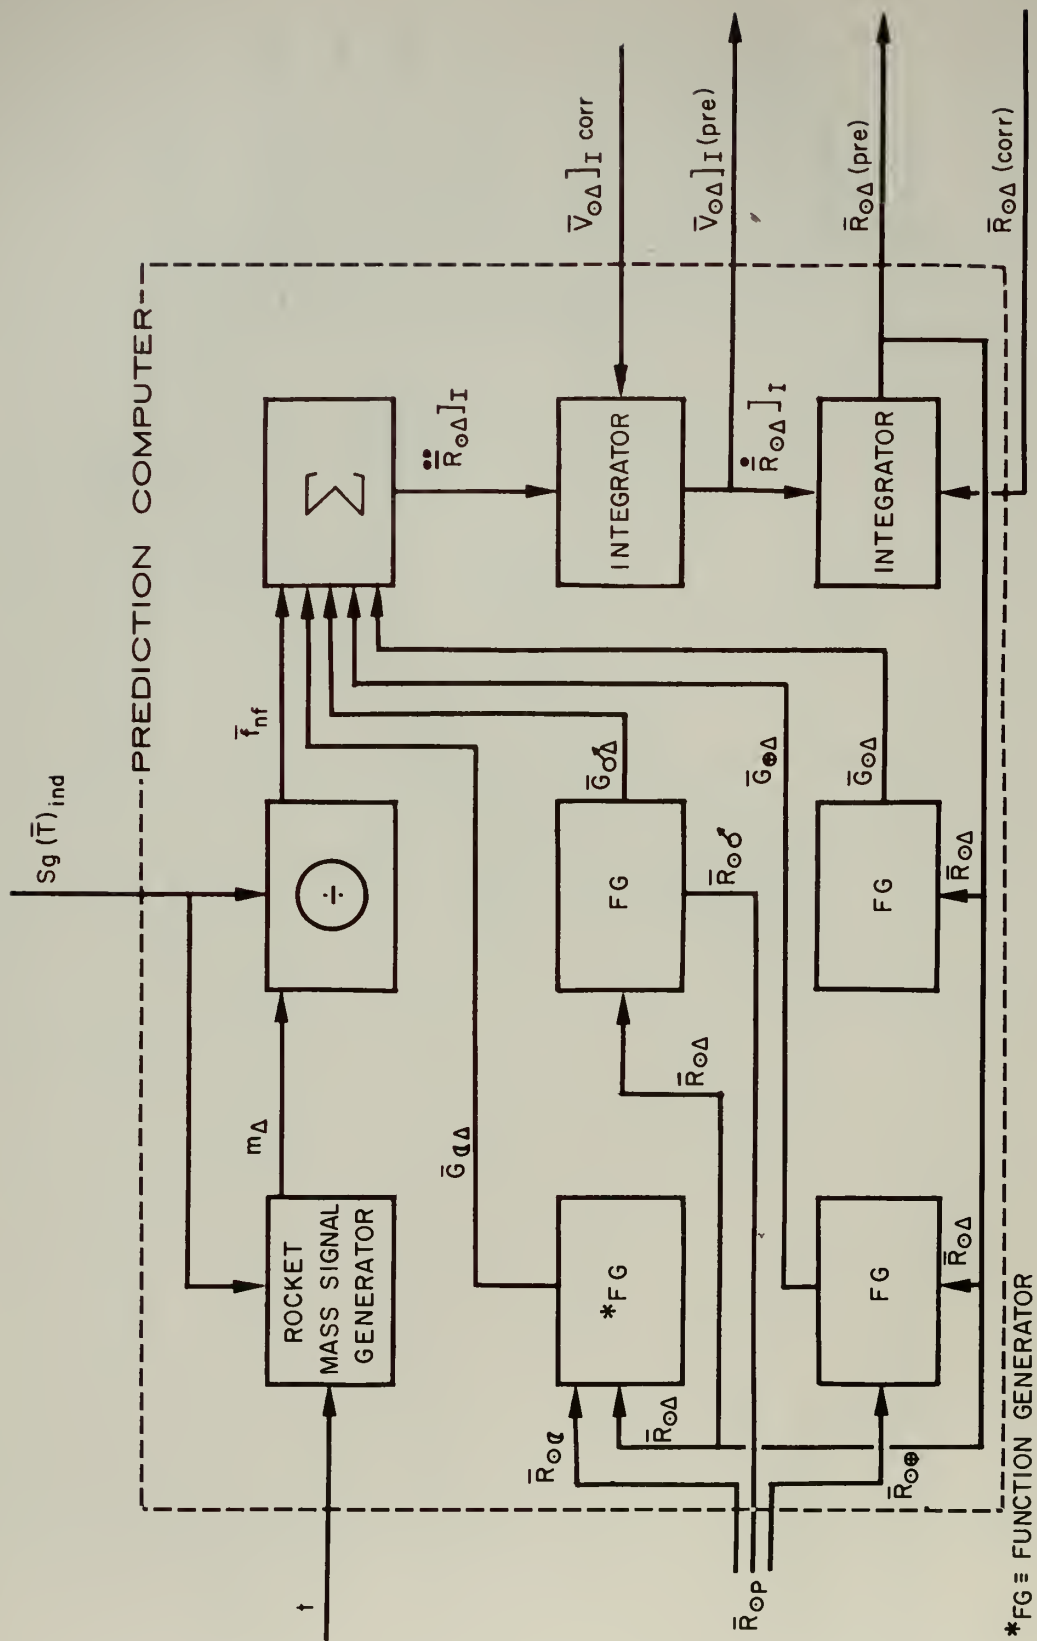 PREDICTION COMPUTER
Sg (T̅)ind
t
ROCKET
MASS SIGNAL
GENERATOR
mΔ
÷
f̅nf
Σ
R̅̈⊙Δ]I
V̅⊙Δ]I corr
INTEGRATOR
V̅⊙Δ]I (pre)
Ṙ̅⊙Δ]I
INTEGRATOR
R̅⊙Δ (pre)
R̅⊙Δ (corr)
R̅⊙☾
R̅⊙Δ
*FG
G̅☾Δ
R̅⊙Δ
FG
G̅♂Δ
R̅⊙♂
R̅⊙P
R̅⊙⊕
FG
R̅⊙Δ
G̅⊕Δ
FG
R̅⊙Δ
G̅⊙Δ
*FG ≡ FUNCTION GENERATOR